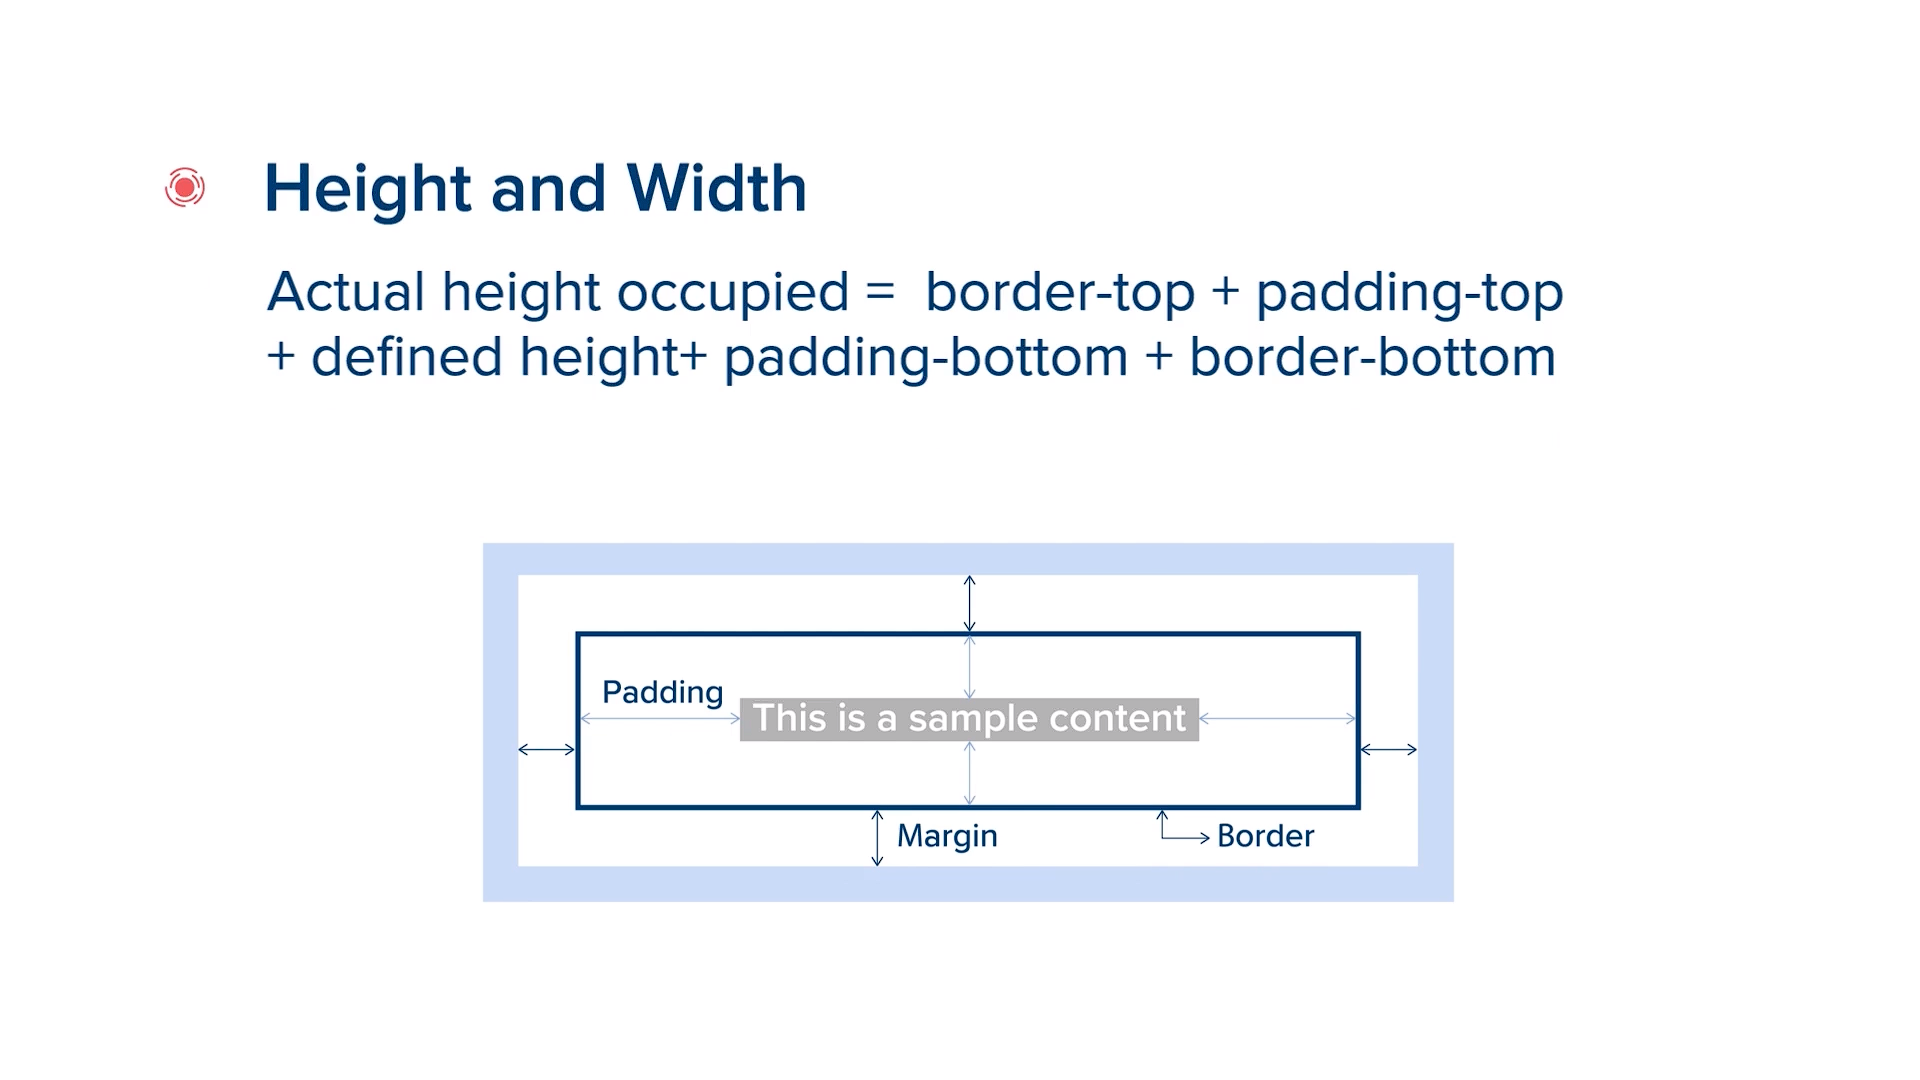 Height and Width
Actual height occupied = border-top + padding-top
+ defined height+ padding-bottom + border-bottom
Padding
This is a sample content
Margin
Border